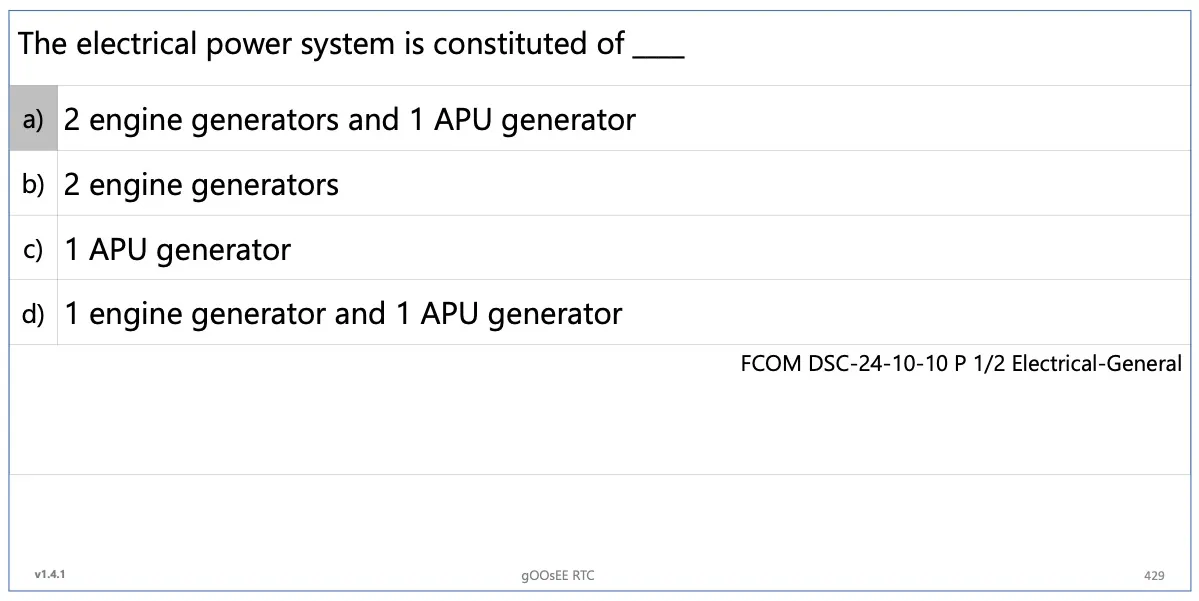 The electrical power system is constituted of ____
a) 2 engine generators and 1 APU generator
b) 2 engine generators
c) 1 APU generator
d) 1 engine generator and 1 APU generator
FCOM DSC-24-10-10 P 1/2 Electrical-General
v1.4.1 gOOsEE RTC 429